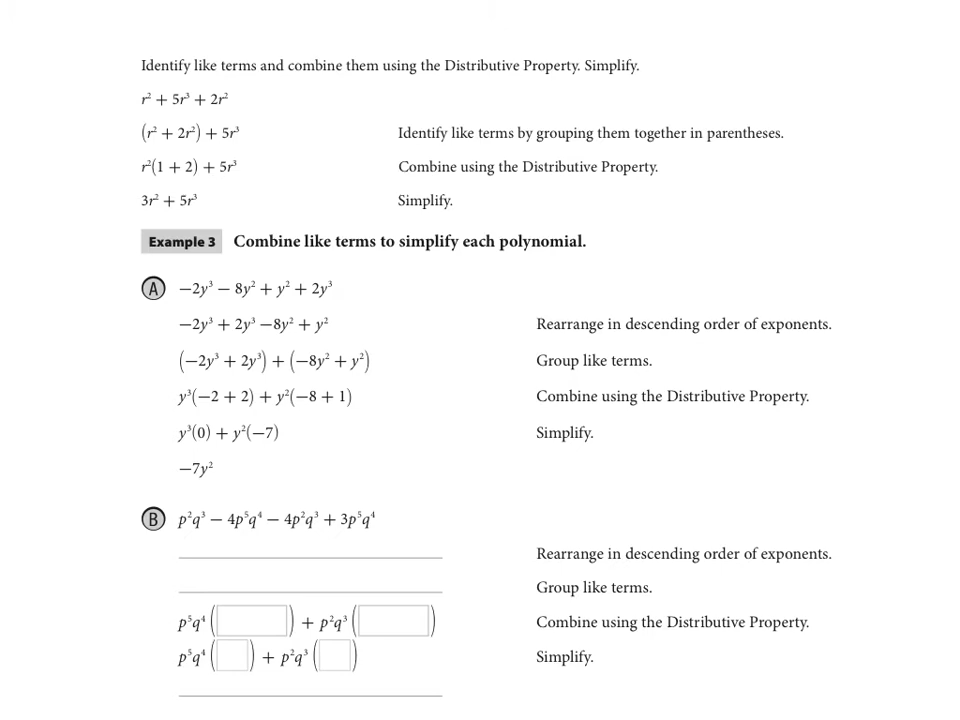 Identify like terms and combine them using the Distributive Property. Simplify.
r² + 5r³ + 2r²
(r² + 2r²) + 5r³ Identify like terms by grouping them together in parentheses.
r²(1 + 2) + 5r³ Combine using the Distributive Property.
3r² + 5r³ Simplify.
Example 3 Combine like terms to simplify each polynomial.
A −2y³ − 8y² + y² + 2y³
−2y³ + 2y³ −8y² + y² Rearrange in descending order of exponents.
(−2y³ + 2y³) + (−8y² + y²) Group like terms.
y³(−2 + 2) + y²(−8 + 1) Combine using the Distributive Property.
y³(0) + y²(−7) Simplify.
−7y²
B p²q³ − 4p⁵q⁴ − 4p²q³ + 3p⁵q⁴
Rearrange in descending order of exponents.
Group like terms.
p⁵q⁴( ) + p²q³( ) Combine using the Distributive Property.
p⁵q⁴( ) + p²q³( ) Simplify.